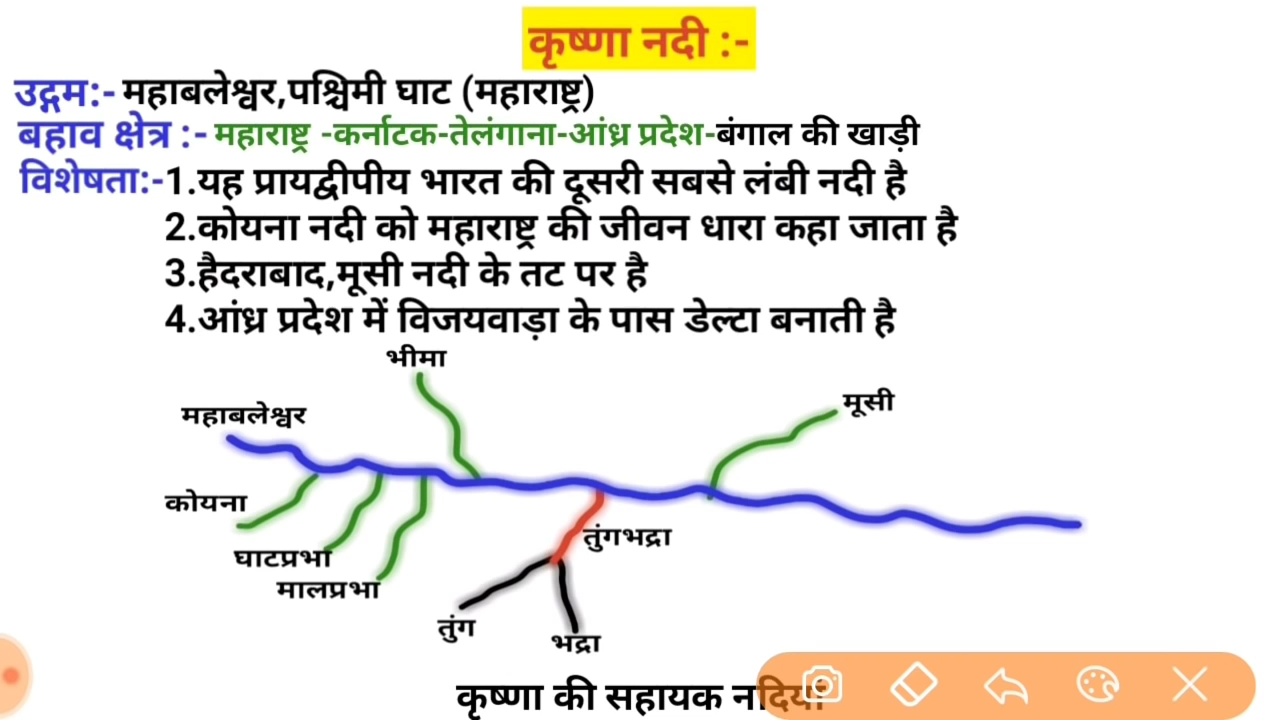 कृष्णा नदी :-
उद्गम:- महाबलेश्वर,पश्चिमी घाट (महाराष्ट्र)
बहाव क्षेत्र :- महाराष्ट्र -कर्नाटक-तेलंगाना-आंध्र प्रदेश-बंगाल की खाड़ी
विशेषता:-1.यह प्रायद्वीपीय भारत की दूसरी सबसे लंबी नदी है
2.कोयना नदी को महाराष्ट्र की जीवन धारा कहा जाता है
3.हैदराबाद,मूसी नदी के तट पर है
4.आंध्र प्रदेश में विजयवाड़ा के पास डेल्टा बनाती है
भीमा
महाबलेश्वर
मूसी
कोयना
तुंगभद्रा
घाटप्रभा
मालप्रभा
तुंग
भद्रा
कृष्णा की सहायक नदियां